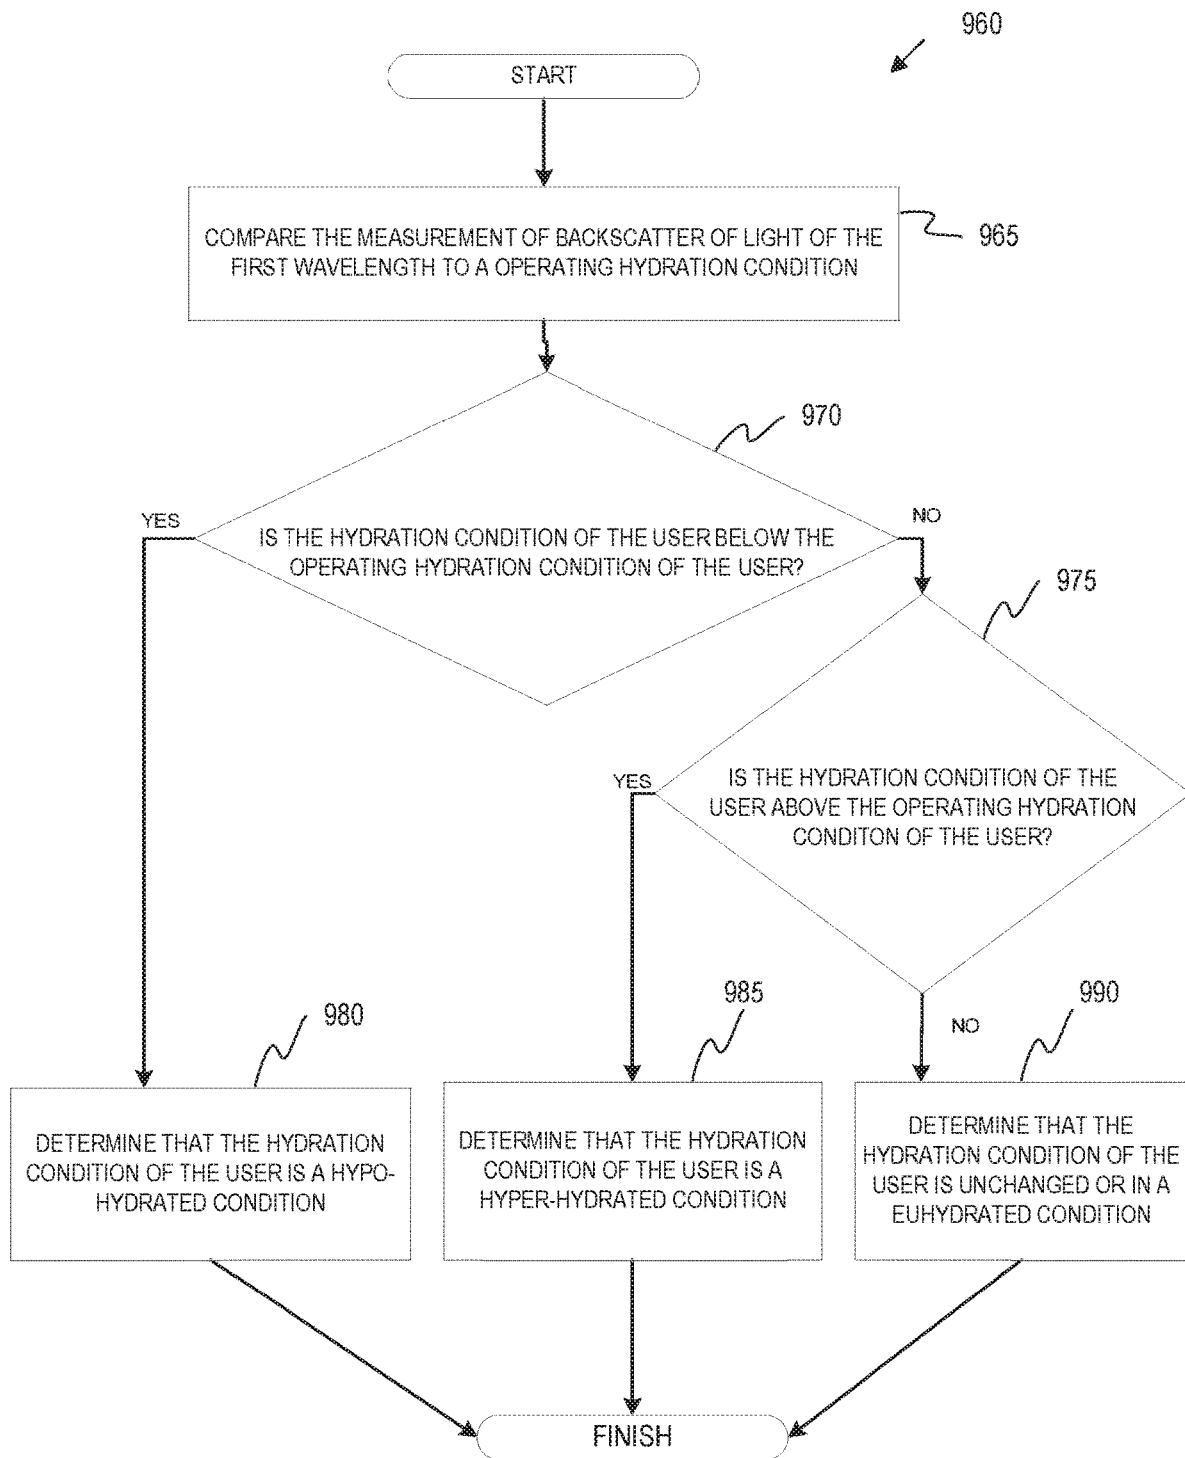 960
START
COMPARE THE MEASUREMENT OF BACKSCATTER OF LIGHT OF THE
FIRST WAVELENGTH TO A OPERATING HYDRATION CONDITION
965
970
YES
NO
IS THE HYDRATION CONDITION OF THE USER BELOW THE
OPERATING HYDRATION CONDITION OF THE USER?
975
YES
IS THE HYDRATION CONDITION OF THE
USER ABOVE THE OPERATING HYDRATION
CONDITON OF THE USER?
980
985
NO
990
DETERMINE THAT THE HYDRATION
CONDITION OF THE USER IS A HYPO-
HYDRATED CONDITION
DETERMINE THAT THE HYDRATION
CONDITION OF THE USER IS A
HYPER-HYDRATED CONDITION
DETERMINE THAT THE
HYDRATION CONDITION OF THE
USER IS UNCHANGED OR IN A
EUHYDRATED CONDITION
FINISH